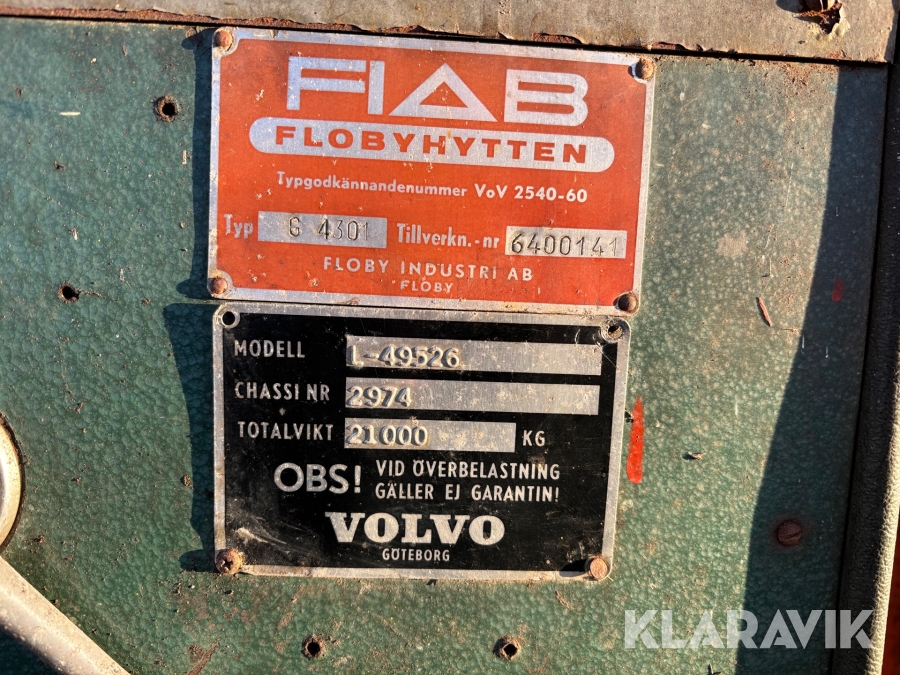 FIAB
FLOBYHYTTEN
Typgodkännandenummer VoV 2540-60
Typ G 4301 Tillverkn.-nr 6400141
FLOBY INDUSTRI AB
FLOBY
MODELL L-49526
CHASSI NR 2974
TOTALVIKT 21000 KG
OBS! VID ÖVERBELASTNING
GÄLLER EJ GARANTIN!
VOLVO
GÖTEBORG
KLARAVIK